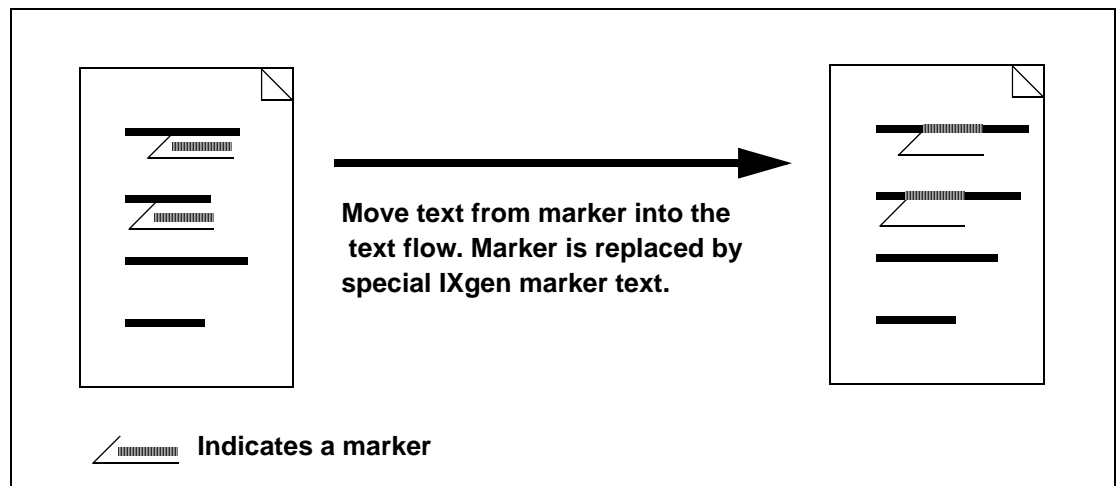 Move text from marker into the
text flow. Marker is replaced by
special IXgen marker text.
Indicates a marker